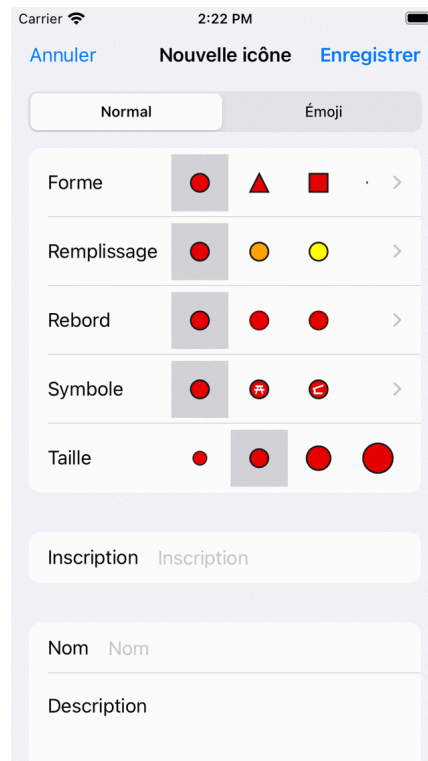 Carrier 2:22 PM
Annuler Nouvelle icône Enregistrer
Normal Émoji
Forme
Remplissage
Rebord
Symbole
Taille
Inscription Inscription
Nom Nom
Description